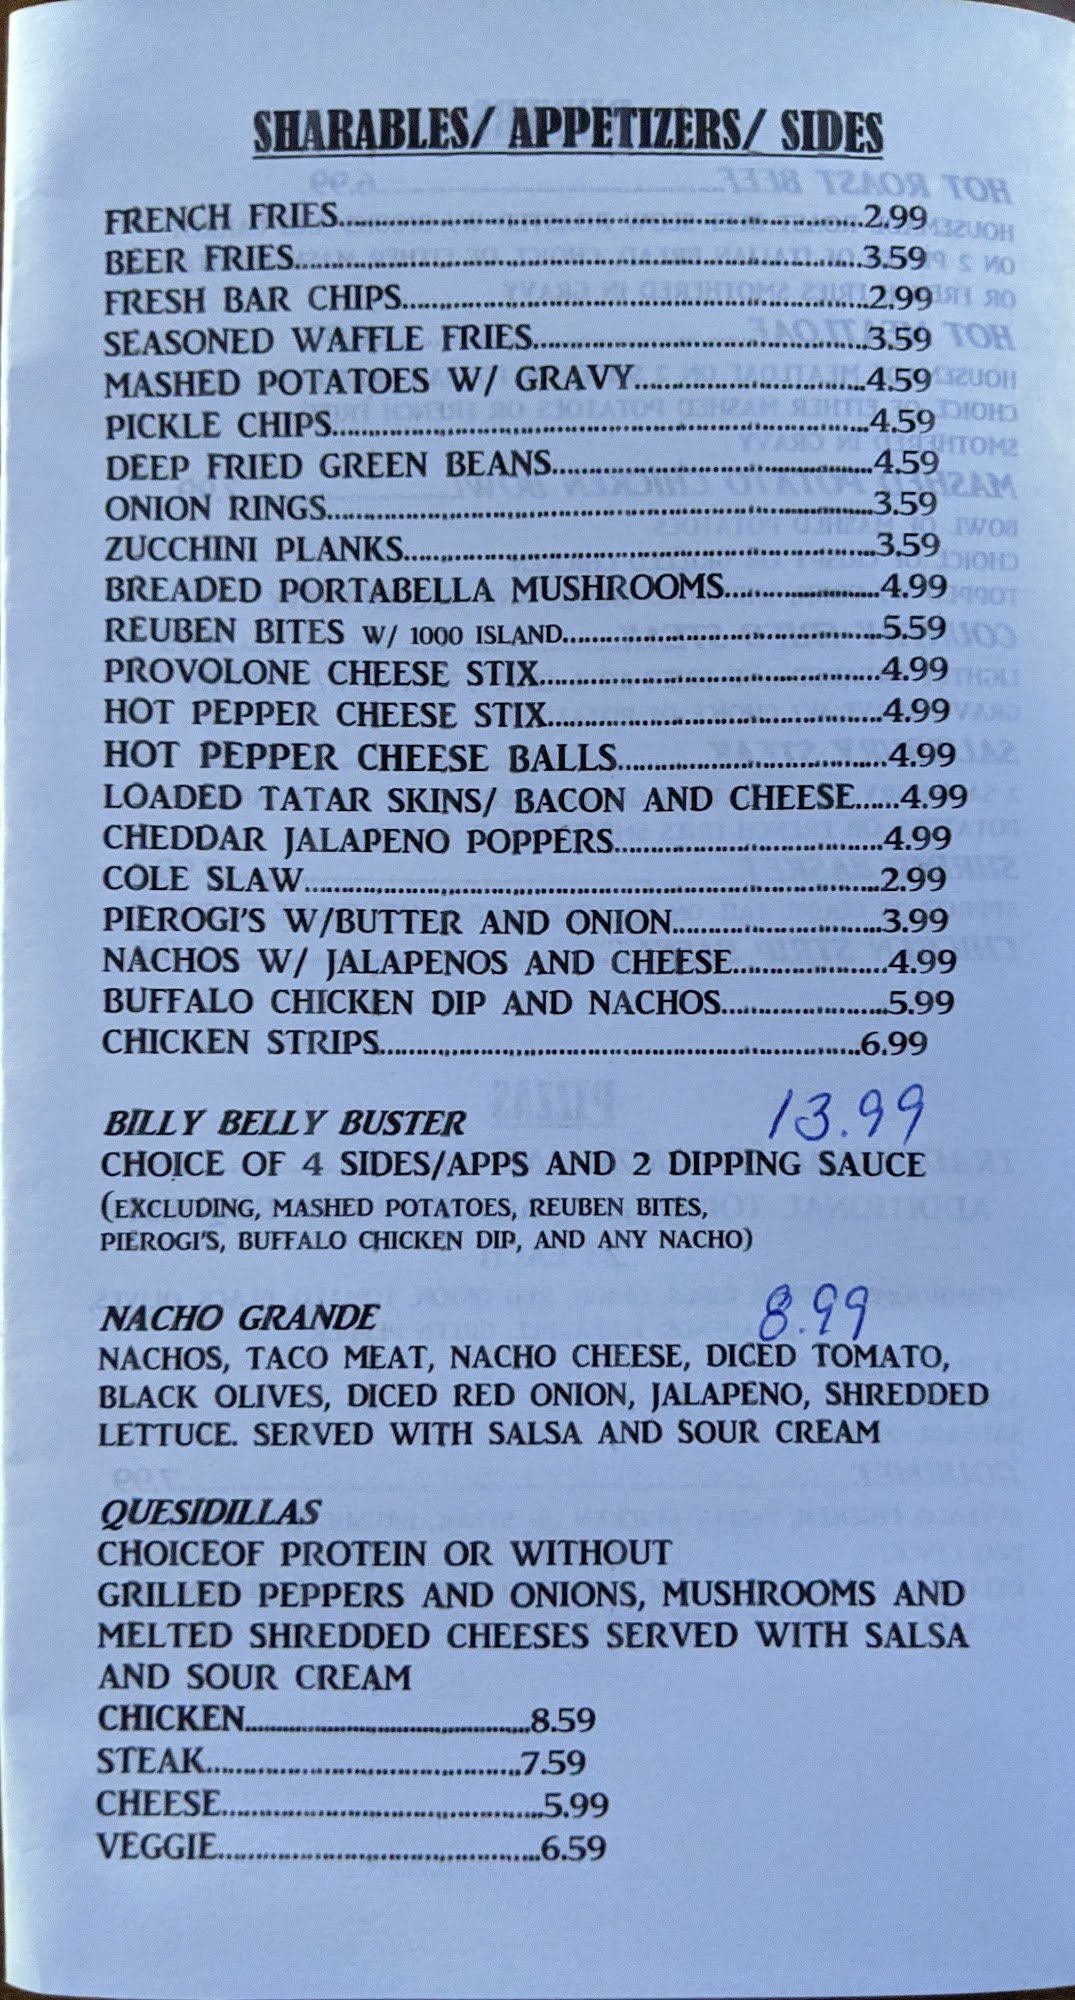 SHARABLES/ APPETIZERS/ SIDES
FRENCH FRIES..........2.99
BEER FRIES..........3.59
FRESH BAR CHIPS..........2.99
SEASONED WAFFLE FRIES..........3.59
MASHED POTATOES W/ GRAVY..........4.59
PICKLE CHIPS..........4.59
DEEP FRIED GREEN BEANS..........4.59
ONION RINGS..........3.59
ZUCCHINI PLANKS..........3.59
BREADED PORTABELLA MUSHROOMS..........4.99
REUBEN BITES W/ 1000 ISLAND..........5.59
PROVOLONE CHEESE STIX..........4.99
HOT PEPPER CHEESE STIX..........4.99
HOT PEPPER CHEESE BALLS..........4.99
LOADED TATAR SKINS/ BACON AND CHEESE......4.99
CHEDDAR JALAPENO POPPERS..........4.99
COLE SLAW..........2.99
PIEROGI'S W/BUTTER AND ONION..........3.99
NACHOS W/ JALAPENOS AND CHEESE..........4.99
BUFFALO CHICKEN DIP AND NACHOS..........5.99
CHICKEN STRIPS..........6.99
BILLY BELLY BUSTER 13.99
CHOICE OF 4 SIDES/APPS AND 2 DIPPING SAUCE
(EXCLUDING, MASHED POTATOES, REUBEN BITES,
PIEROGI'S, BUFFALO CHICKEN DIP, AND ANY NACHO)
NACHO GRANDE 8.99
NACHOS, TACO MEAT, NACHO CHEESE, DICED TOMATO,
BLACK OLIVES, DICED RED ONION, JALAPENO, SHREDDED
LETTUCE. SERVED WITH SALSA AND SOUR CREAM
QUESIDILLAS
CHOICEOF PROTEIN OR WITHOUT
GRILLED PEPPERS AND ONIONS, MUSHROOMS AND
MELTED SHREDDED CHEESES SERVED WITH SALSA
AND SOUR CREAM
CHICKEN..........8.59
STEAK..........7.59
CHEESE..........5.99
VEGGIE..........6.59